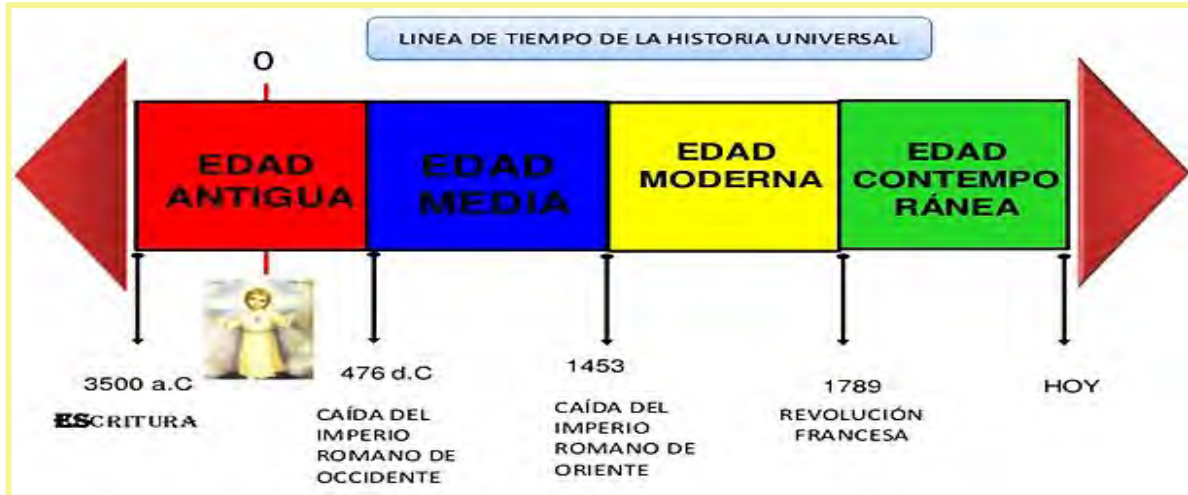 LINEA DE TIEMPO DE LA HISTORIA UNIVERSAL
0
EDAD
ANTIGUA
EDAD
MEDIA
EDAD
MODERNA
EDAD
CONTEMPO
RÁNEA
3500 a.C
ESCRITURA
476 d.C
CAÍDA DEL
IMPERIO
ROMANO DE
OCCIDENTE
1453
CAÍDA DEL
IMPERIO
ROMANO DE
ORIENTE
1789
REVOLUCIÓN
FRANCESA
HOY